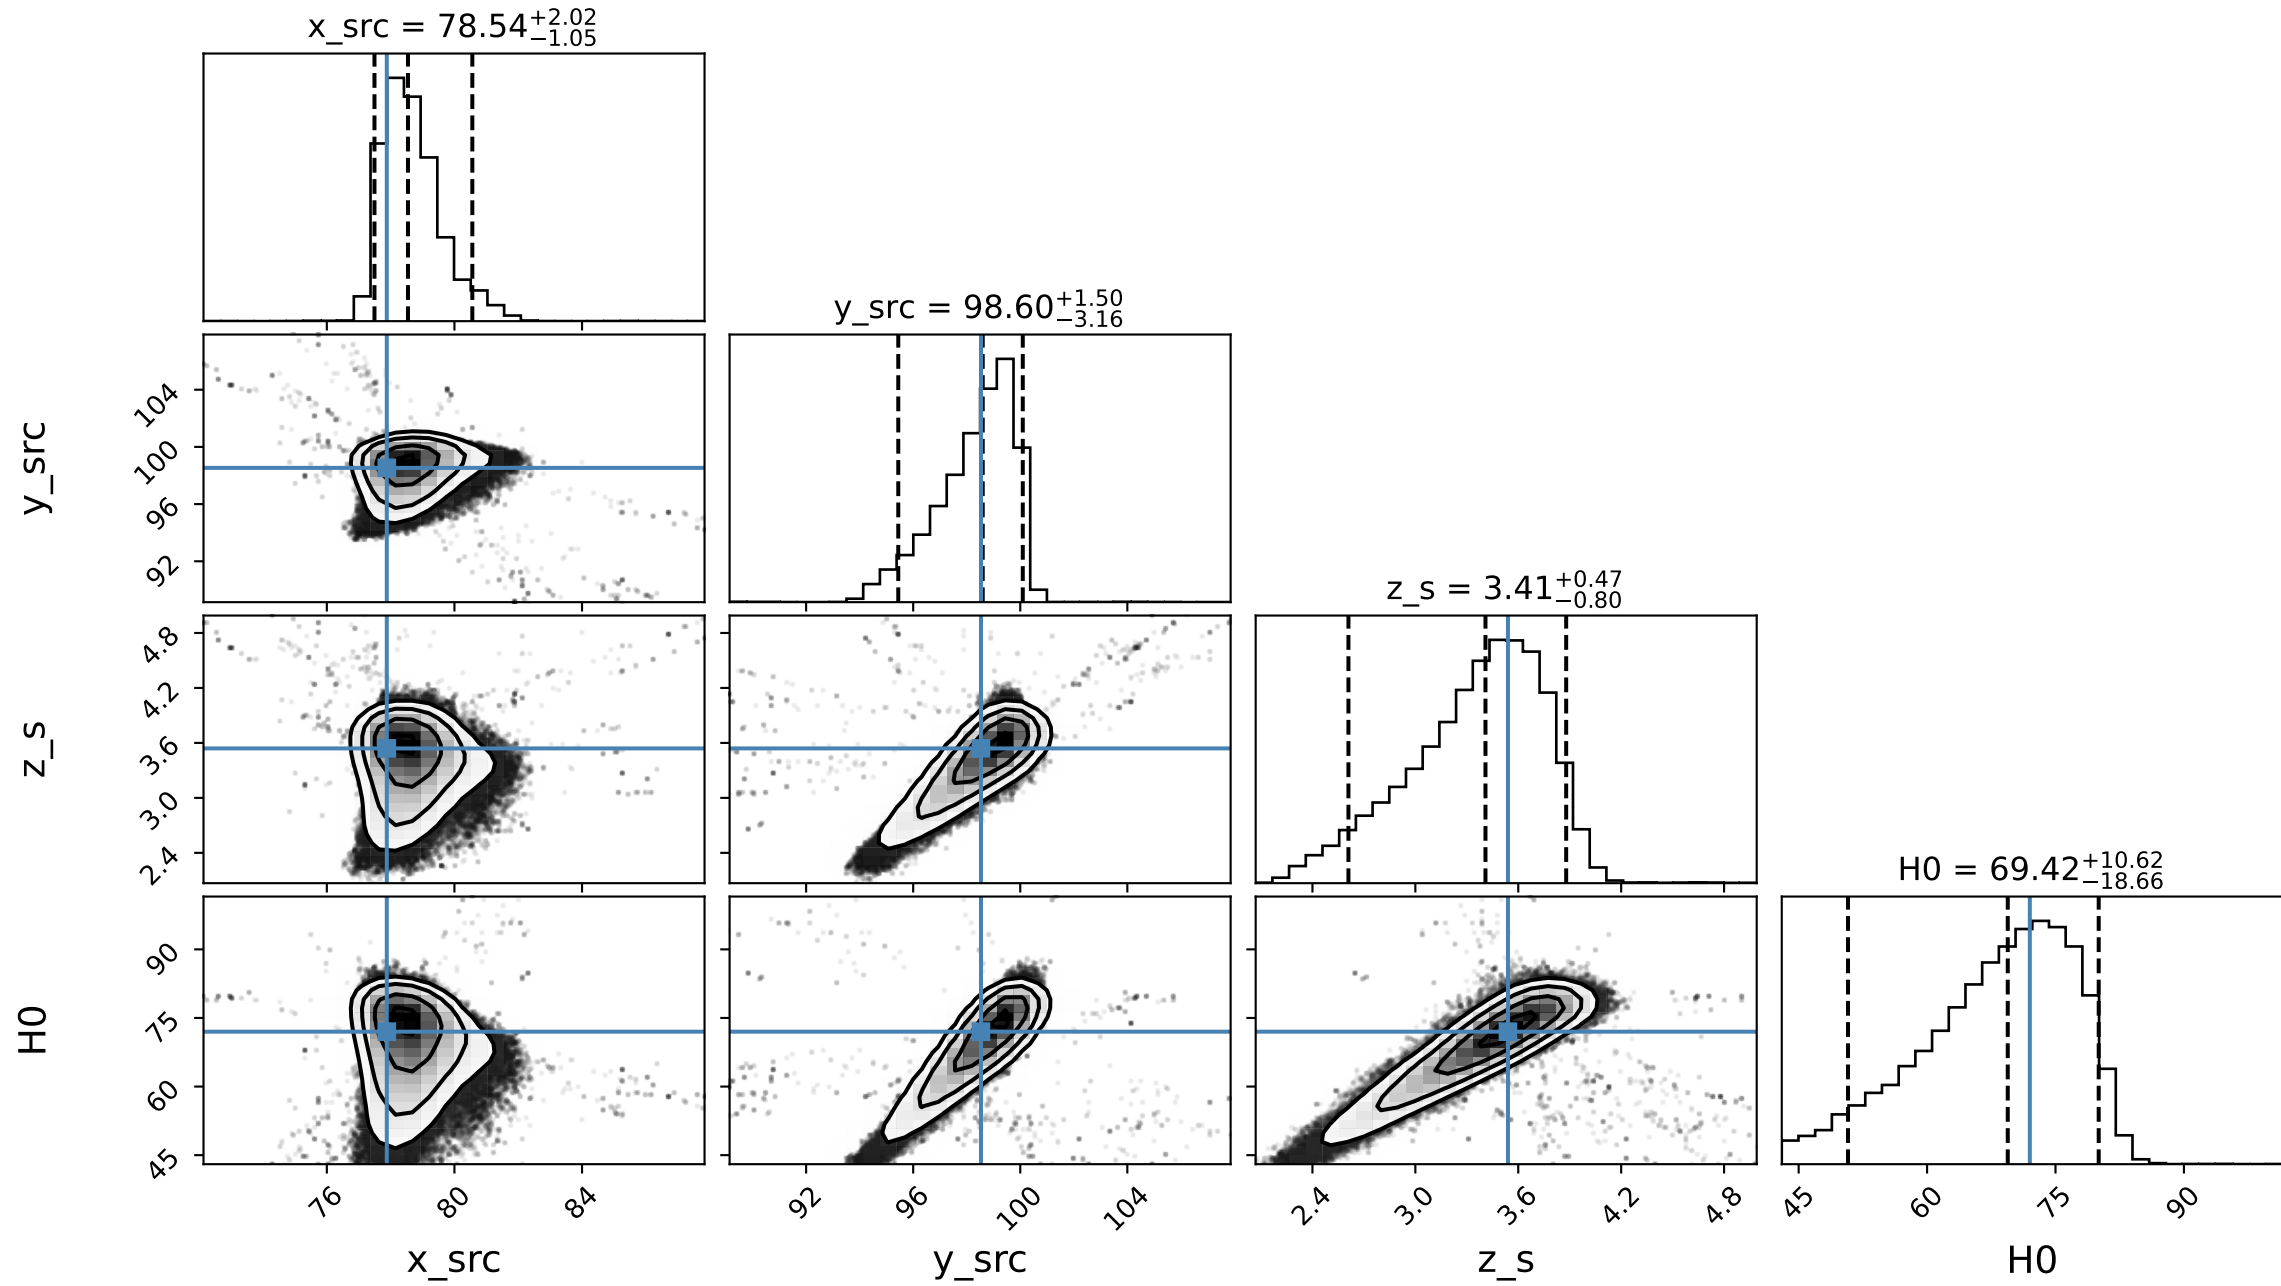 x_src = 78.54+2.02−1.05
y_src = 98.60+1.50−3.16
y_src
104
100
96
92
z_s = 3.41+0.47−0.80
z_s
4.8
4.2
3.6
3.0
2.4
H0 = 69.42+10.62−18.66
H0
90
75
60
45
76 80 84 92 96 100 104 2.4 3.0 3.6 4.2 4.8 45 60 75 90
x_src y_src z_s H0